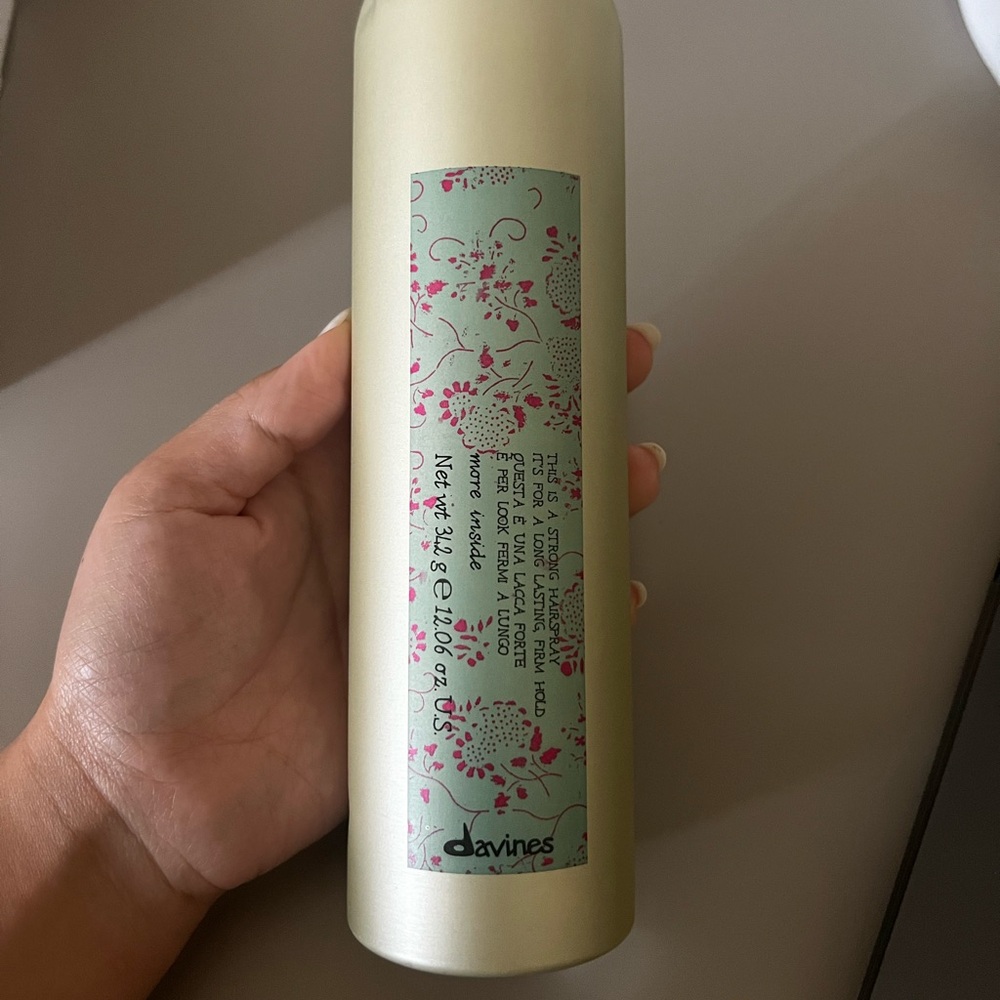 THIS IS A STRONG HAIRSPRAY
IT'S FOR A LONG LASTING, FIRM HOLD
QUESTA È UNA LACCA FORTE
È PER LOOK FERMI A LUNGO
more inside
Net wt 342 g ℮ 12.06 oz. U.S.
davines